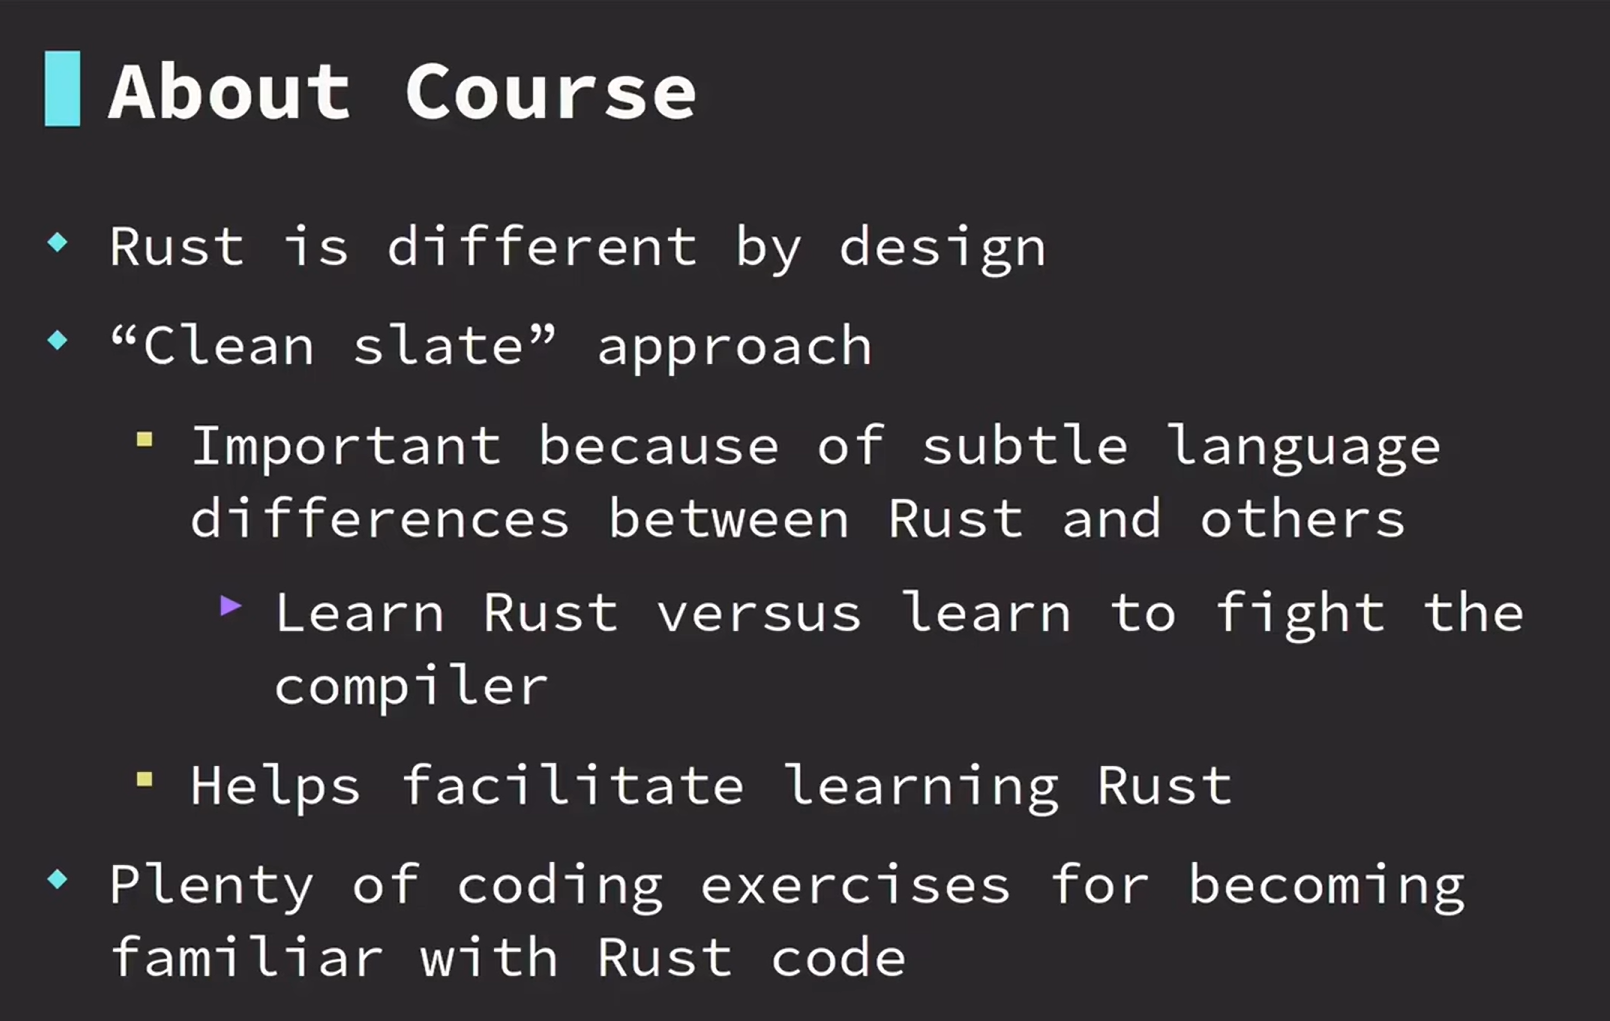 About Course
Rust is different by design
“Clean slate” approach
Important because of subtle language
differences between Rust and others
Learn Rust versus learn to fight the
compiler
Helps facilitate learning Rust
Plenty of coding exercises for becoming
familiar with Rust code